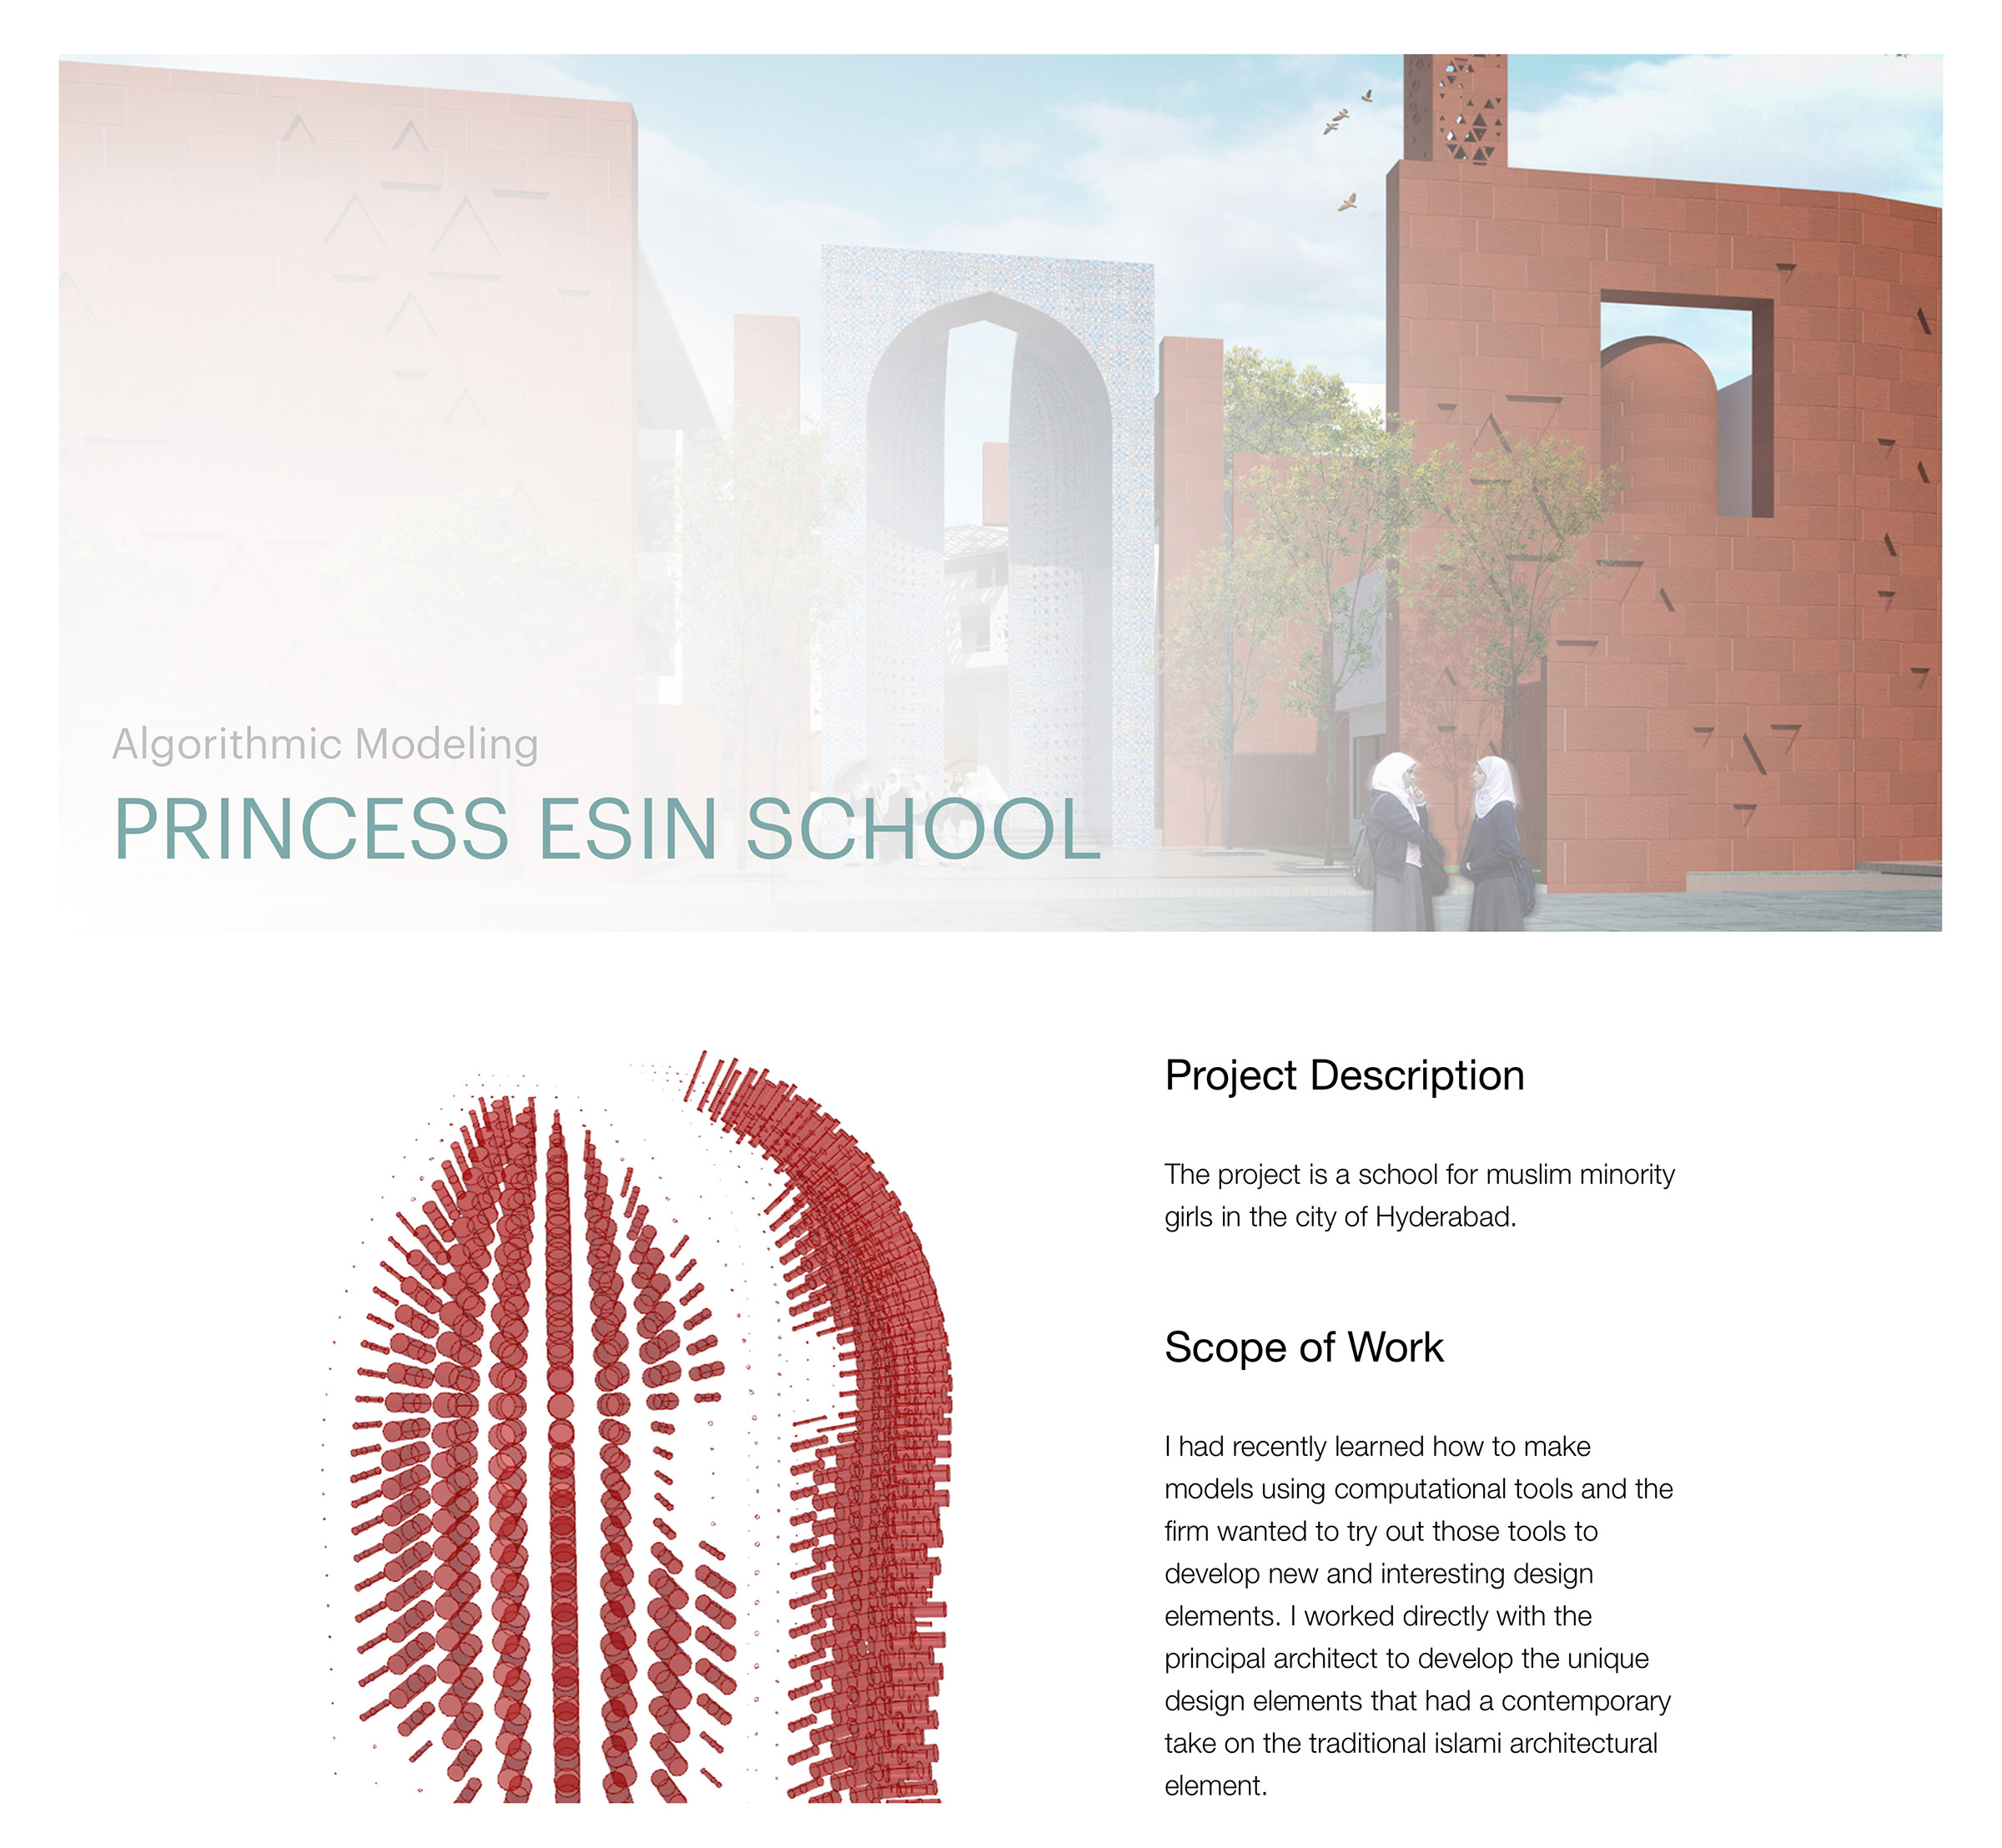 Algorithmic Modeling
PRINCESS ESIN SCHOOL
Project Description
The project is a school for muslim minority
girls in the city of Hyderabad.
Scope of Work
I had recently learned how to make
models using computational tools and the
firm wanted to try out those tools to
develop new and interesting design
elements. I worked directly with the
principal architect to develop the unique
design elements that had a contemporary
take on the traditional islami architectural
element.